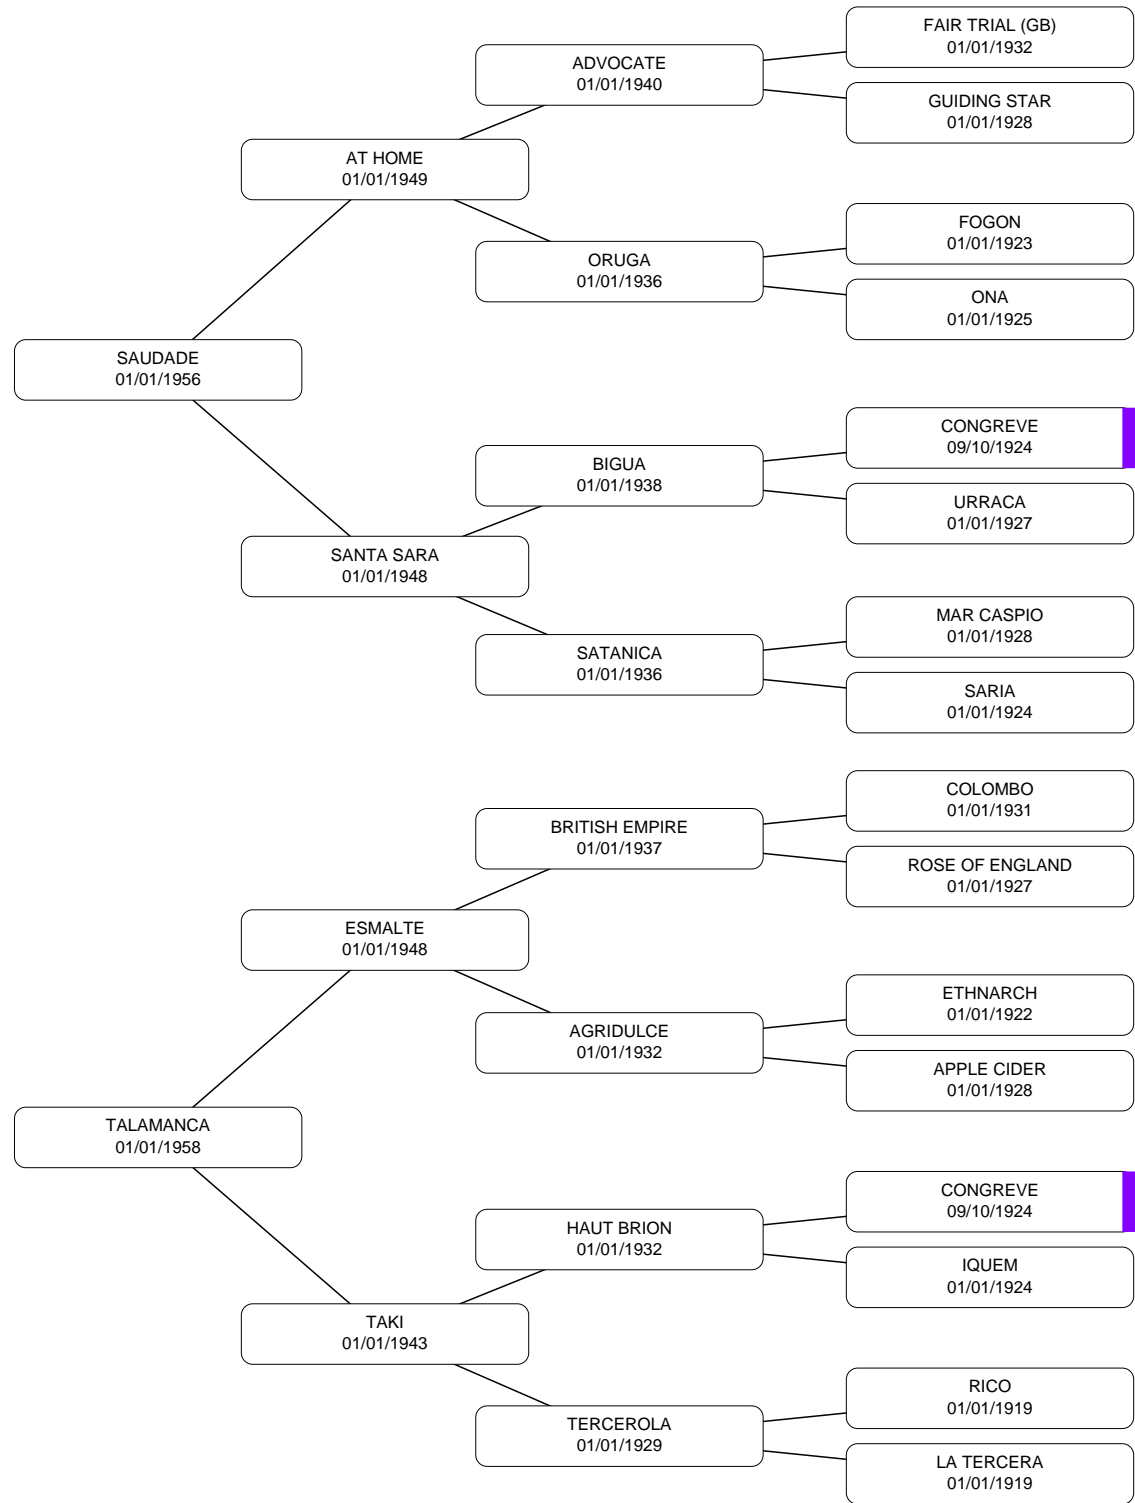 FAIR TRIAL (GB)
01/01/1932
ADVOCATE
01/01/1940
GUIDING STAR
01/01/1928
AT HOME
01/01/1949
FOGON
01/01/1923
ORUGA
01/01/1936
ONA
01/01/1925
SAUDADE
01/01/1956
CONGREVE
09/10/1924
BIGUA
01/01/1938
URRACA
01/01/1927
SANTA SARA
01/01/1948
MAR CASPIO
01/01/1928
SATANICA
01/01/1936
SARIA
01/01/1924
COLOMBO
01/01/1931
BRITISH EMPIRE
01/01/1937
ROSE OF ENGLAND
01/01/1927
ESMALTE
01/01/1948
ETHNARCH
01/01/1922
AGRIDULCE
01/01/1932
APPLE CIDER
01/01/1928
TALAMANCA
01/01/1958
CONGREVE
09/10/1924
HAUT BRION
01/01/1932
IQUEM
01/01/1924
TAKI
01/01/1943
RICO
01/01/1919
TERCEROLA
01/01/1929
LA TERCERA
01/01/1919